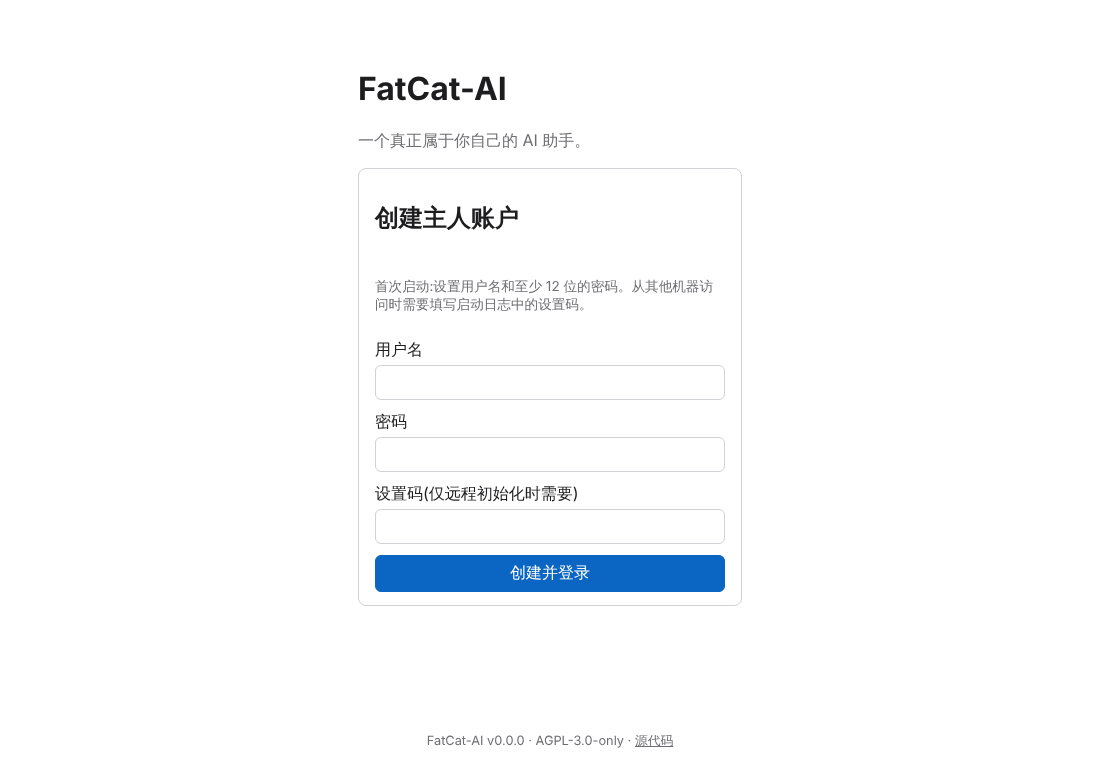 FatCat-AI
一个真正属于你自己的 AI 助手。
创建主人账户
首次启动:设置用户名和至少 12 位的密码。从其他机器访
问时需要填写启动日志中的设置码。
用户名
密码
设置码(仅远程初始化时需要)
创建并登录
FatCat-AI v0.0.0 · AGPL-3.0-only · 源代码